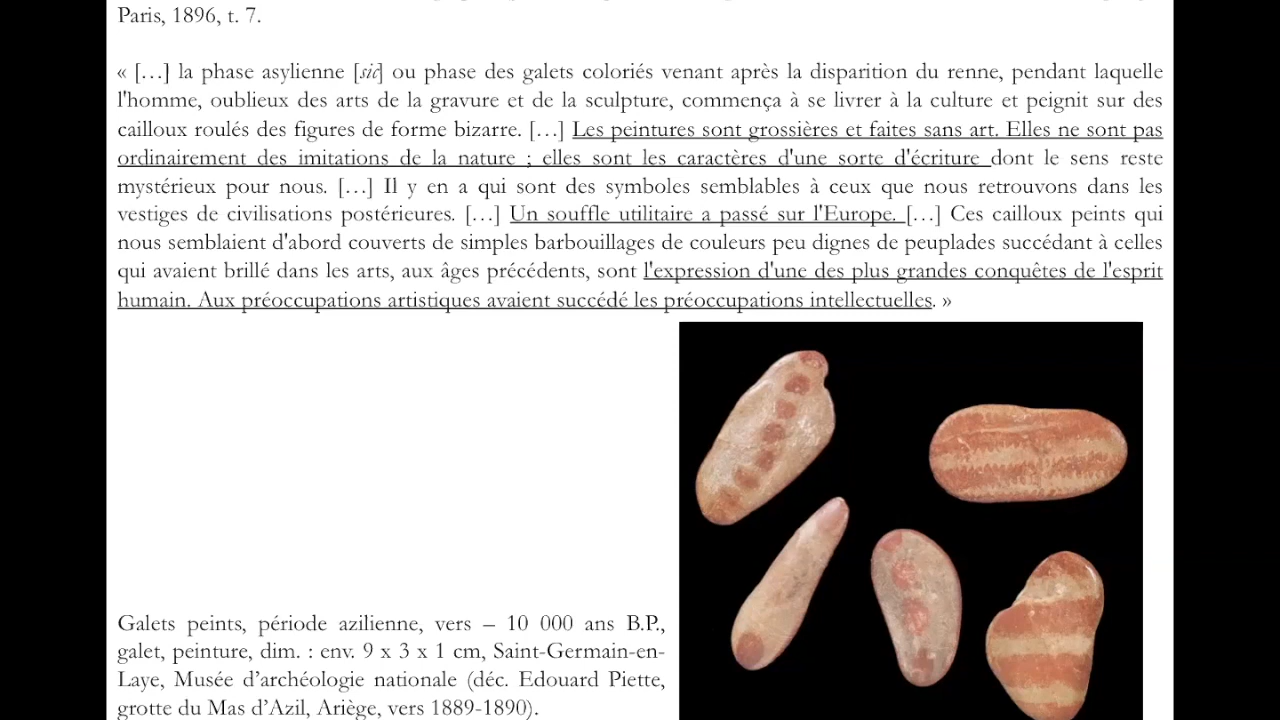 Paris, 1896, t. 7.
« […] la phase asylienne [sic] ou phase des galets coloriés venant après la disparition du renne, pendant laquelle
l'homme, oublieux des arts de la gravure et de la sculpture, commença à se livrer à la culture et peignit sur des
cailloux roulés des figures de forme bizarre. […] Les peintures sont grossières et faites sans art. Elles ne sont pas
ordinairement des imitations de la nature ; elles sont les caractères d'une sorte d'écriture dont le sens reste
mystérieux pour nous. […] Il y en a qui sont des symboles semblables à ceux que nous retrouvons dans les
vestiges de civilisations postérieures. […] Un souffle utilitaire a passé sur l'Europe. […] Ces cailloux peints qui
nous semblaient d'abord couverts de simples barbouillages de couleurs peu dignes de peuplades succédant à celles
qui avaient brillé dans les arts, aux âges précédents, sont l'expression d'une des plus grandes conquêtes de l'esprit
humain. Aux préoccupations artistiques avaient succédé les préoccupations intellectuelles. »
Galets peints, période azilienne, vers – 10 000 ans B.P.,
galet, peinture, dim. : env. 9 x 3 x 1 cm, Saint-Germain-en-
Laye, Musée d’archéologie nationale (déc. Edouard Piette,
grotte du Mas d’Azil, Ariège, vers 1889-1890).